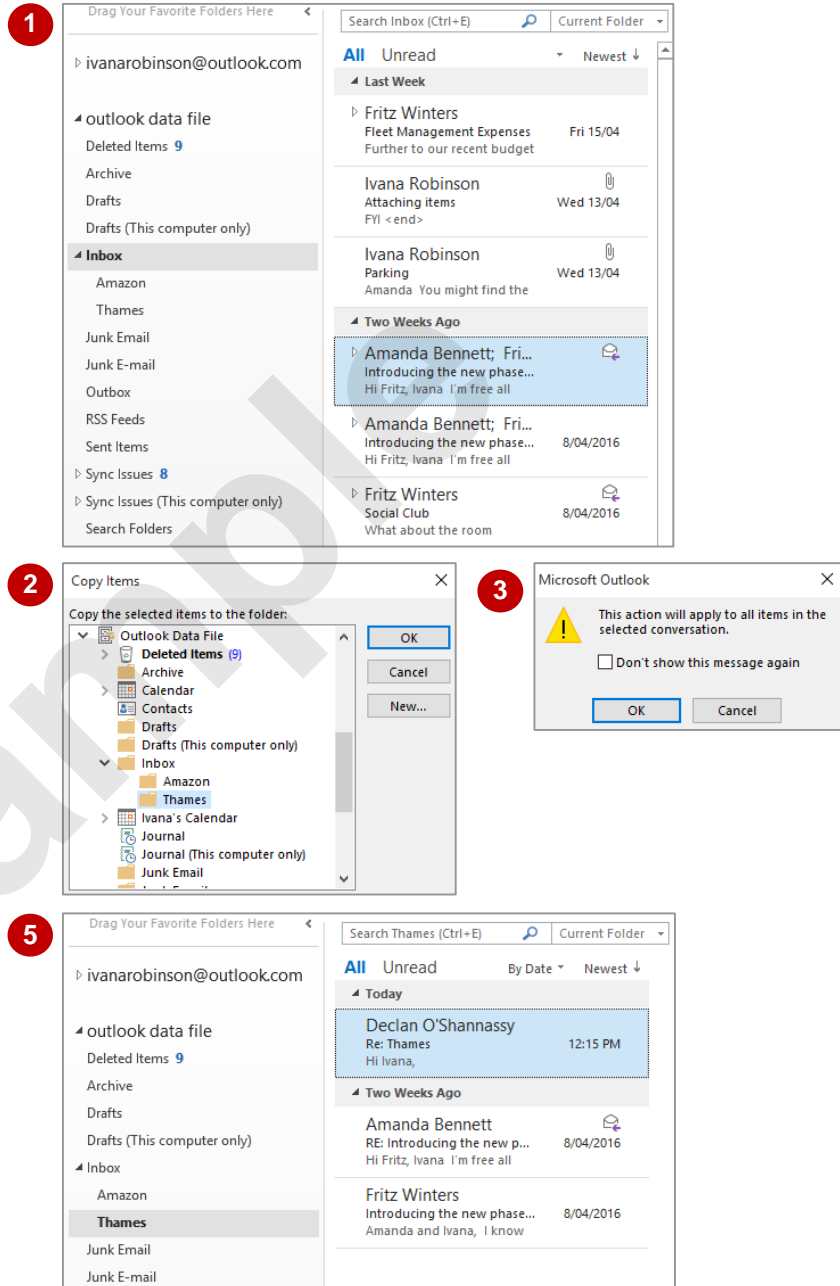 1
Drag Your Favorite Folders Here
ivanarobinson@outlook.com
outlook data file
Deleted Items 9
Archive
Drafts
Drafts (This computer only)
Inbox
Amazon
Thames
Junk Email
Junk E-mail
Outbox
RSS Feeds
Sent Items
Sync Issues 8
Sync Issues (This computer only)
Search Folders
Search Inbox (Ctrl+E) Current Folder
All Unread Newest ↓
Last Week
Fritz Winters
Fleet Management Expenses Fri 15/04
Further to our recent budget
Ivana Robinson
Attaching items Wed 13/04
FYI <end>
Ivana Robinson
Parking Wed 13/04
Amanda You might find the
Two Weeks Ago
Amanda Bennett; Fri...
Introducing the new phase...
Hi Fritz, Ivana I'm free all
Amanda Bennett; Fri...
Introducing the new phase... 8/04/2016
Hi Fritz, Ivana I'm free all
Fritz Winters
Social Club 8/04/2016
What about the room
2
Copy Items
Copy the selected items to the folder:
Outlook Data File
Deleted Items (9)
Archive
Calendar
Contacts
Drafts
Drafts (This computer only)
Inbox
Amazon
Thames
Ivana's Calendar
Journal
Journal (This computer only)
Junk Email
OK
Cancel
New...
3
Microsoft Outlook
This action will apply to all items in the
selected conversation.
Don't show this message again
OK Cancel
5
Drag Your Favorite Folders Here
ivanarobinson@outlook.com
outlook data file
Deleted Items 9
Archive
Drafts
Drafts (This computer only)
Inbox
Amazon
Thames
Junk Email
Junk E-mail
Search Thames (Ctrl+E) Current Folder
All Unread By Date Newest ↓
Today
Declan O'Shannassy
Re: Thames 12:15 PM
Hi Ivana,
Two Weeks Ago
Amanda Bennett
RE: Introducing the new p... 8/04/2016
Hi Fritz, Ivana I'm free all
Fritz Winters
Introducing the new phase... 8/04/2016
Amanda and Ivana, I know
ample